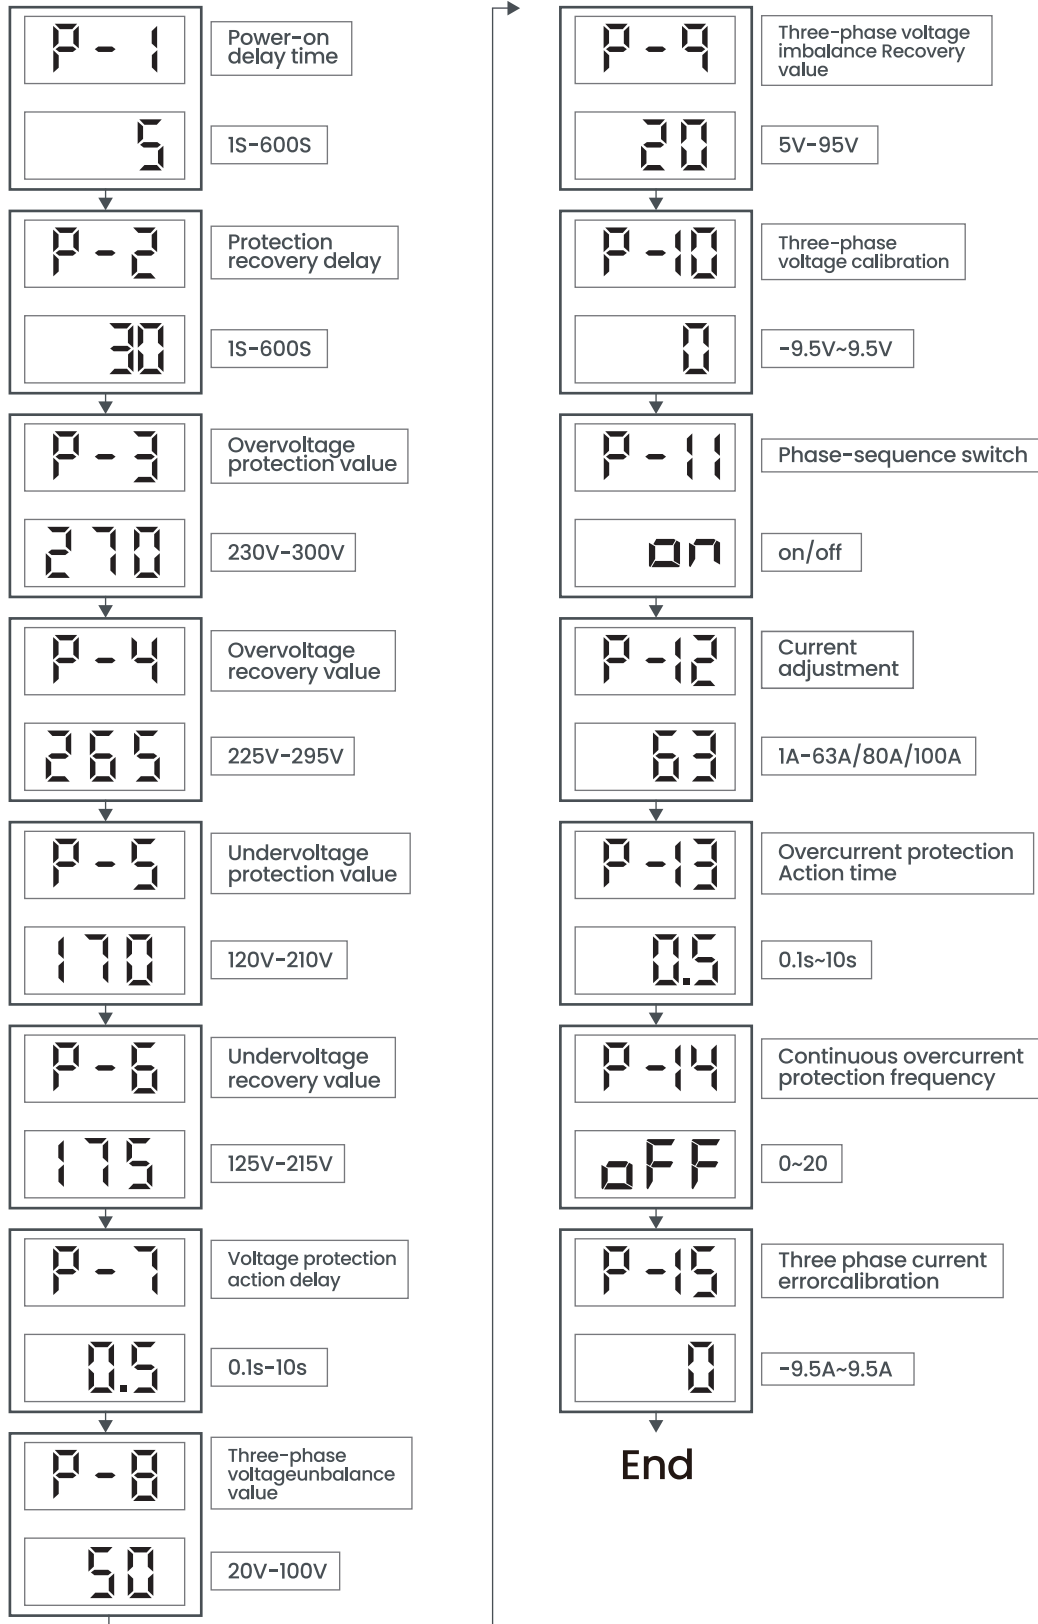 P-1
Power-on
delay time
5
1S-600S
P-2
Protection
recovery delay
30
1S-600S
P-3
Overvoltage
protection value
270
230V-300V
P-4
Overvoltage
recovery value
265
225V-295V
P-5
Undervoltage
protection value
170
120V-210V
P-6
Undervoltage
recovery value
175
125V-215V
P-7
Voltage protection
action delay
0.5
0.1s-10s
P-8
Three-phase
voltageunbalance
value
50
20V-100V
P-9
Three-phase voltage
imbalance Recovery
value
20
5V-95V
P-10
Three-phase
voltage calibration
0
-9.5V~9.5V
P-11
Phase-sequence switch
on
on/off
P-12
Current
adjustment
63
1A-63A/80A/100A
P-13
Overcurrent protection
Action time
0.5
0.1s~10s
P-14
Continuous overcurrent
protection frequency
oFF
0~20
P-15
Three phase current
errorcalibration
0
-9.5A~9.5A
End